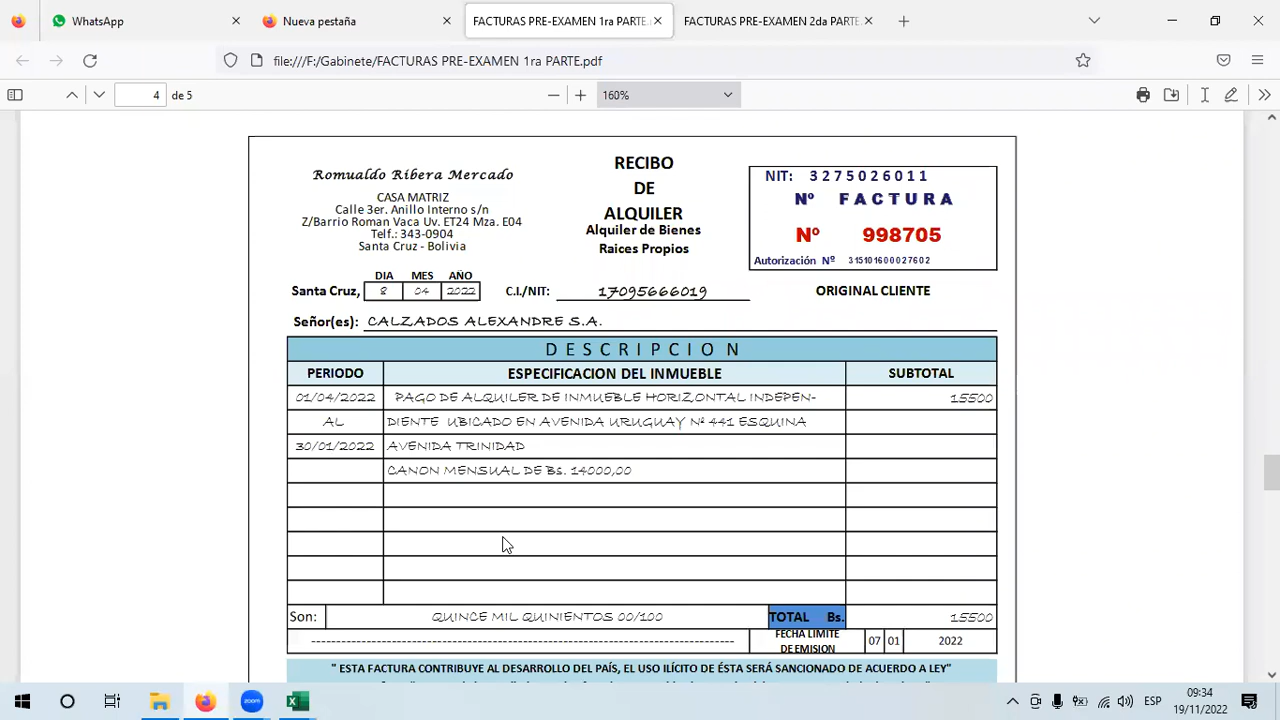 WhatsApp
Nueva pestaña
FACTURAS PRE-EXAMEN 1ra PARTE.
FACTURAS PRE-EXAMEN 2da PARTE.
file:///F:/Gabinete/FACTURAS PRE-EXAMEN 1ra PARTE.pdf
4 de 5
160%
Romualdo Ribera Mercado
CASA MATRIZ
Calle 3er. Anillo Interno s/n
Z/Barrio Roman Vaca Uv. ET24 Mza. E04
Telf.: 343-0904
Santa Cruz - Bolivia
RECIBO
DE
ALQUILER
Alquiler de Bienes
Raices Propios
NIT: 3275026011
Nº FACTURA
Nº 998705
Autorización Nº 315101600027602
DIA MES AÑO
Santa Cruz, 8 04 2022 C.I./NIT: 17095666019 ORIGINAL CLIENTE
Señor(es): CALZADOS ALEXANDRE S.A.
DESCRIPCION
PERIODO ESPECIFICACION DEL INMUEBLE SUBTOTAL
01/04/2022 PAGO DE ALQUILER DE INMUEBLE HORIZONTAL INDEPEN- 15500
AL DIENTE UBICADO EN AVENIDA URUGUAY Nº 441 ESQUINA
30/01/2022 AVENIDA TRINIDAD
CANON MENSUAL DE Bs. 14000,00
Son: QUINCE MIL QUINIENTOS 00/100 TOTAL Bs. 15500
FECHA LIMITE
DE EMISION 07 01 2022
" ESTA FACTURA CONTRIBUYE AL DESARROLLO DEL PAÍS, EL USO ILÍCITO DE ÉSTA SERÁ SANCIONADO DE ACUERDO A LEY"
zoom
ESP
09:34
19/11/2022